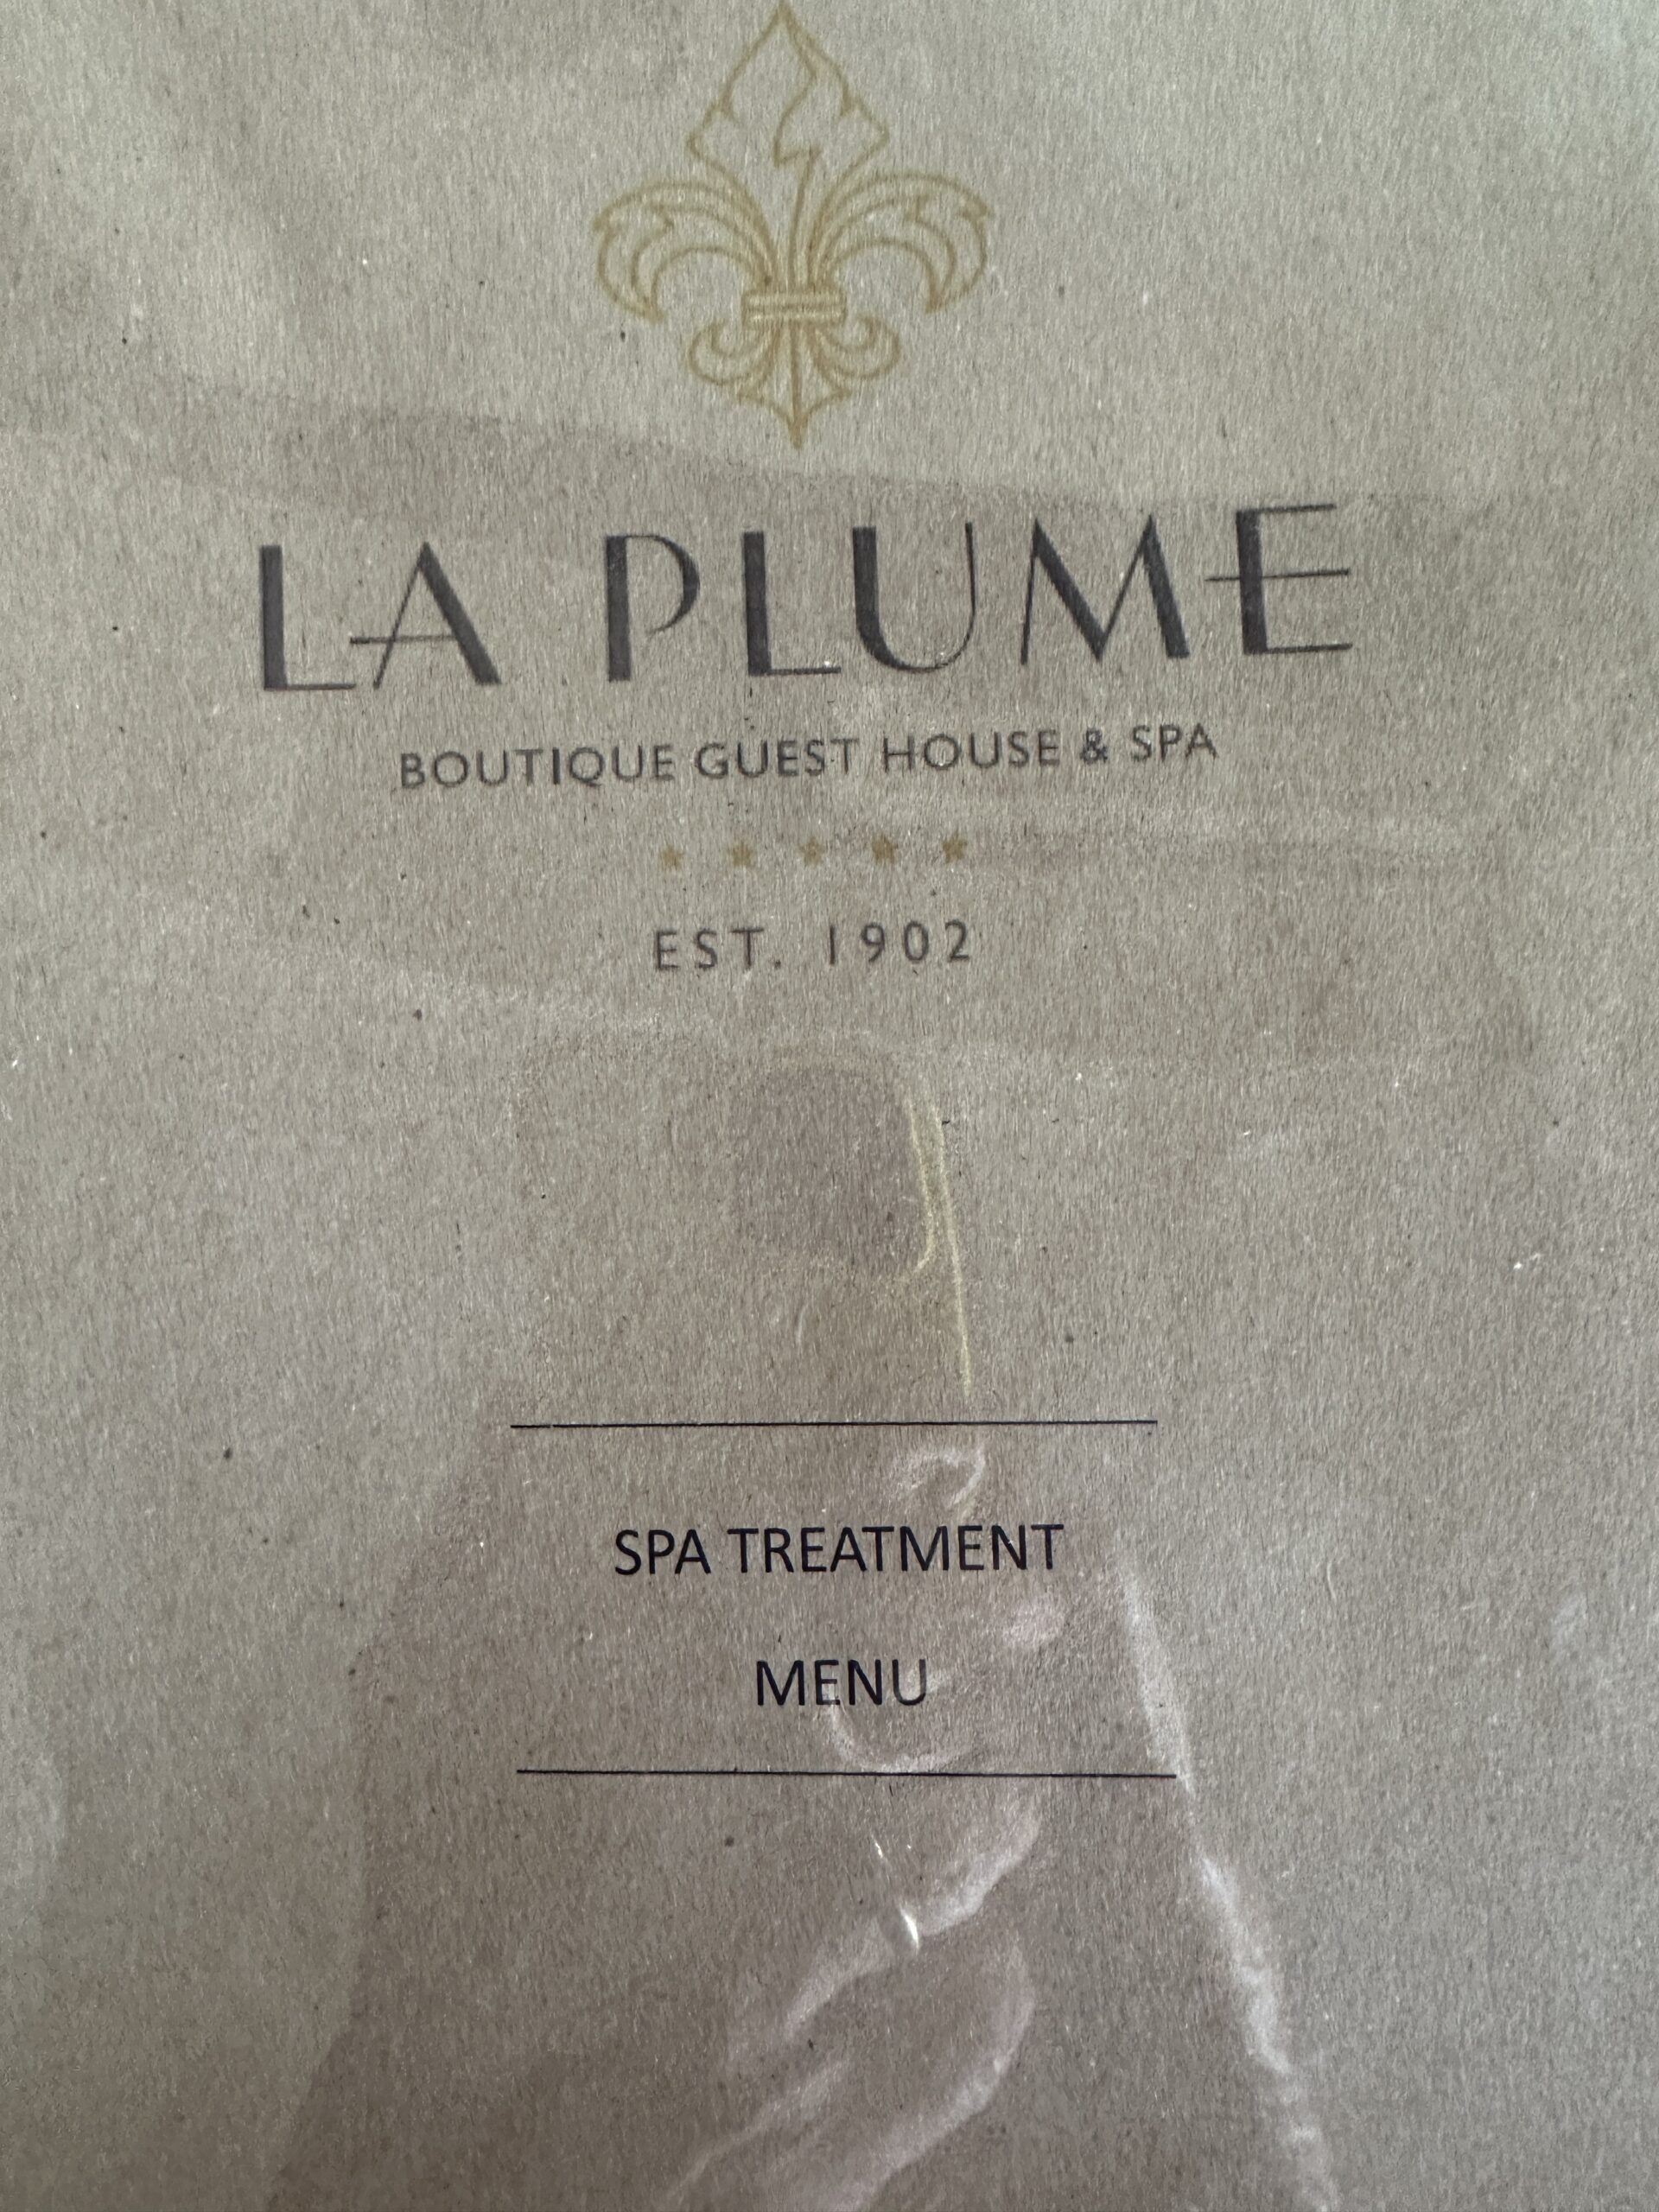 LA PLUME
BOUTIQUE GUEST HOUSE & SPA
EST. 1902
SPA TREATMENT
MENU